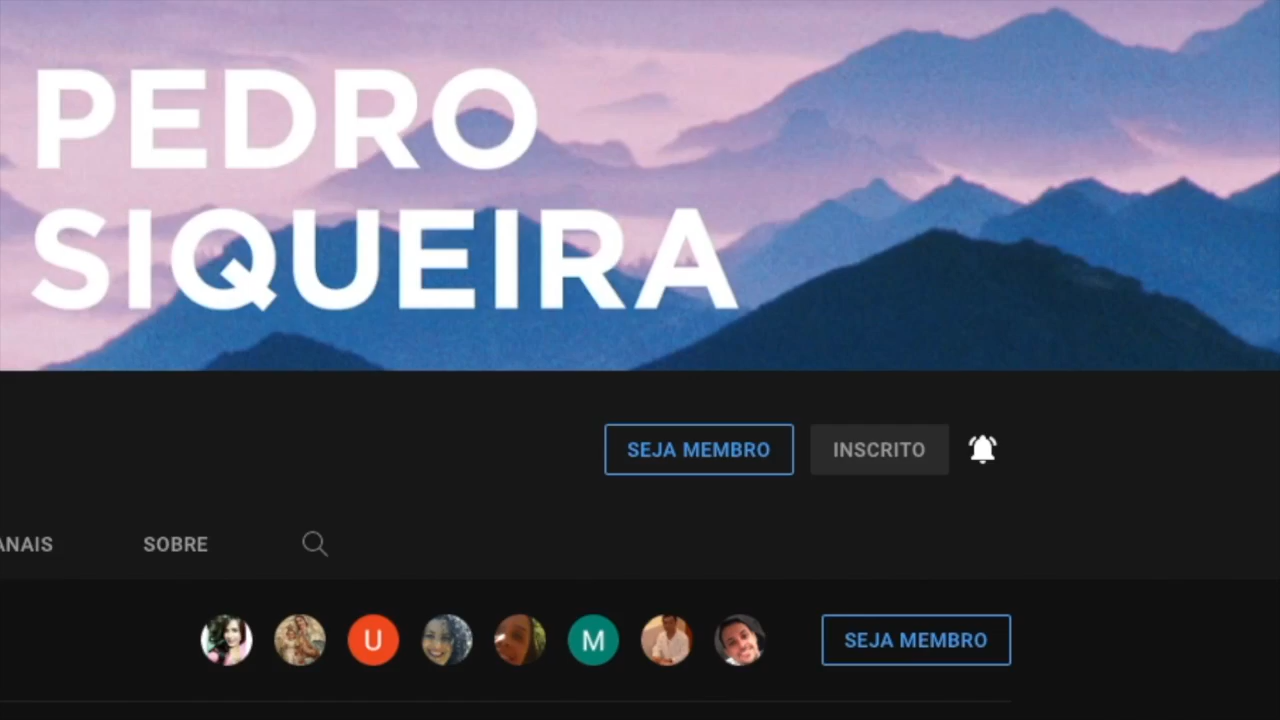 PEDRO
SIQUEIRA
SEJA MEMBRO INSCRITO
ANAIS SOBRE
U M SEJA MEMBRO